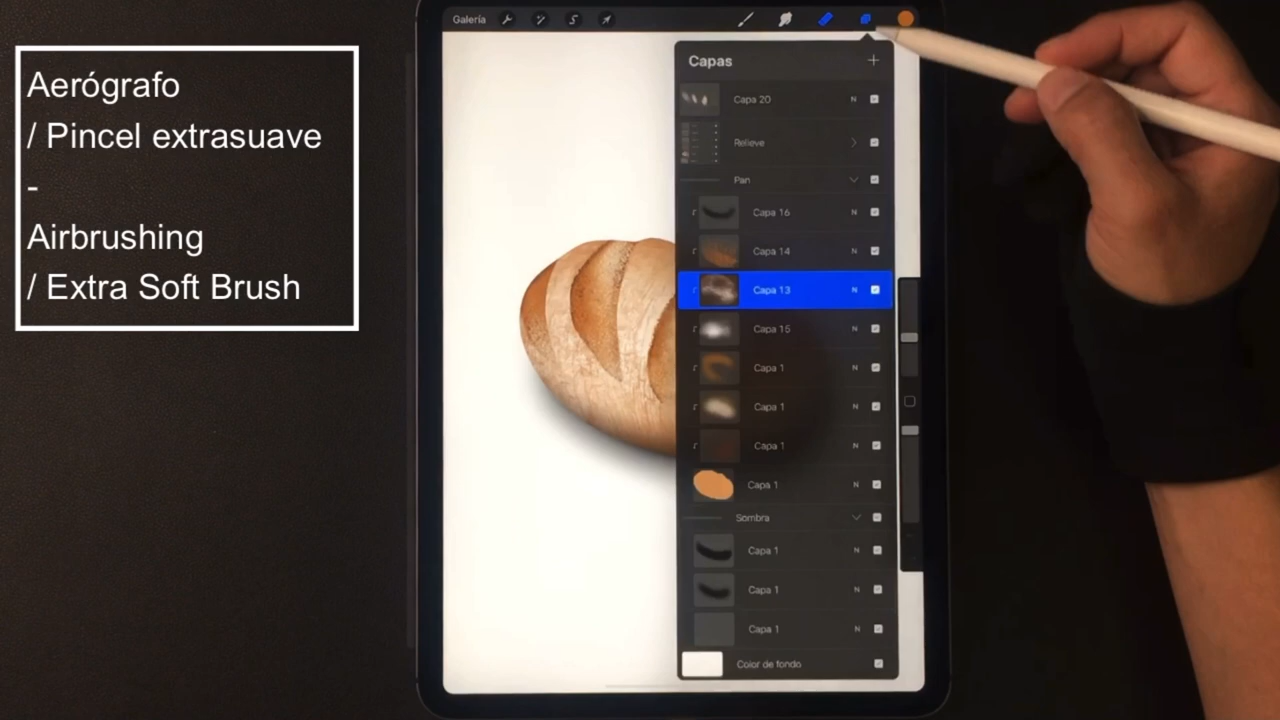 Aerógrafo
/ Pincel extrasuave
-
Airbrushing
/ Extra Soft Brush
Galería
Capas
Capa 20 N
Relieve
Pan
Capa 16 N
Capa 14 N
Capa 13 N
Capa 15 N
Capa 1 N
Capa 1 N
Capa 1 N
Capa 1 N
Sombra
Capa 1 N
Capa 1 N
Capa 1 N
Color de fondo